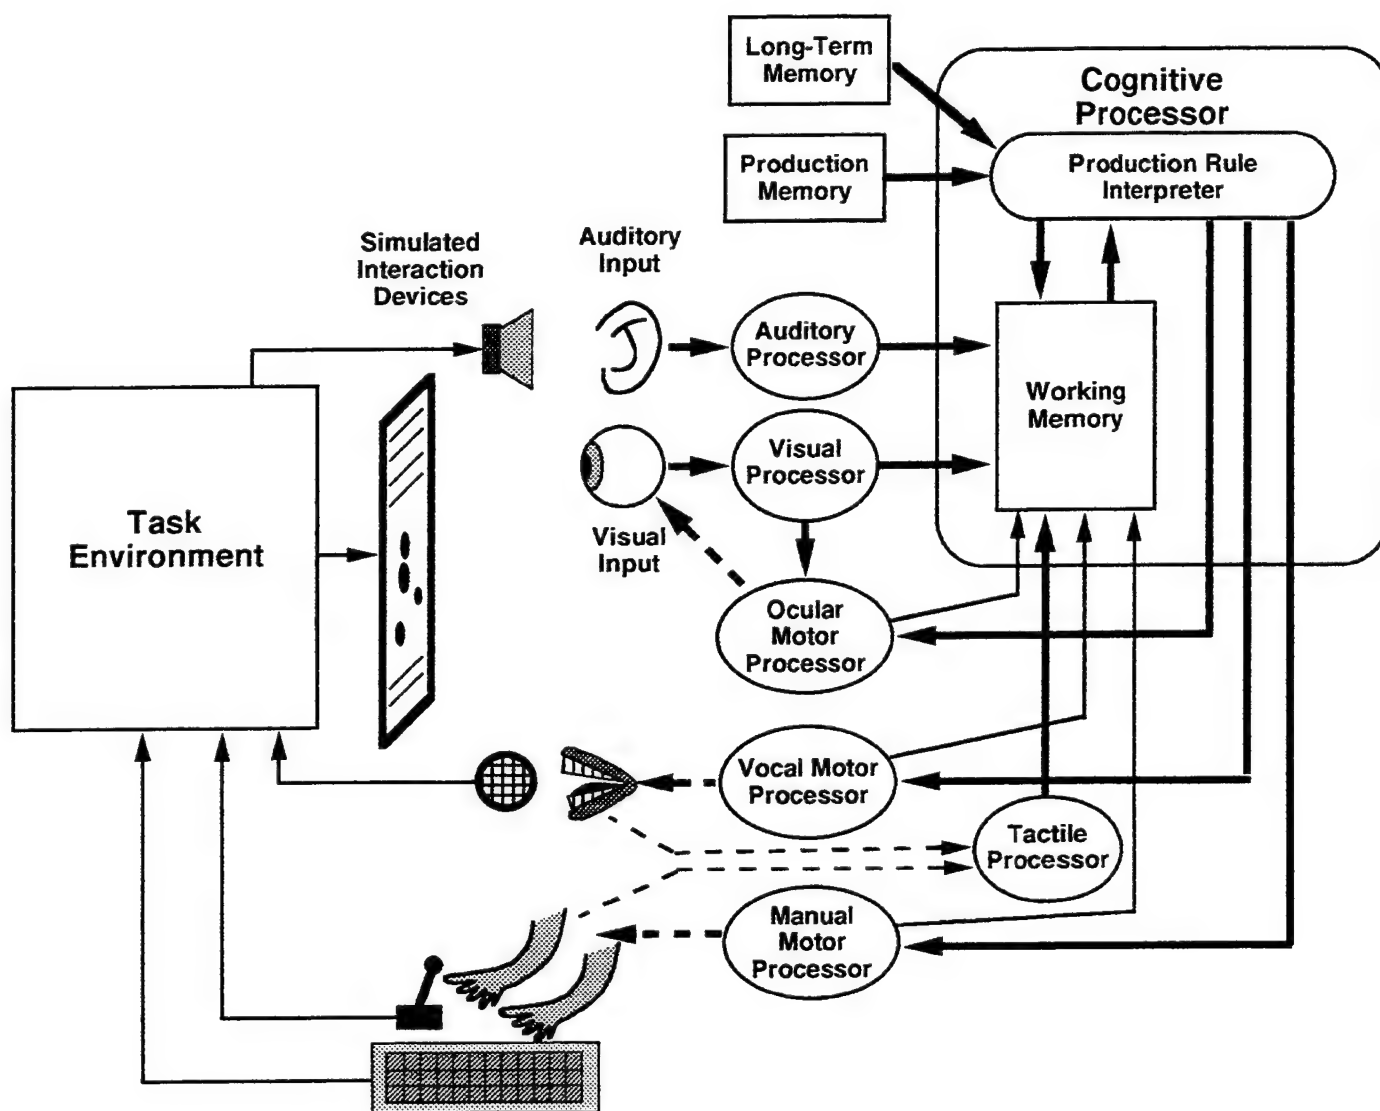 Long-Term
Memory
Cognitive
Processor
Production
Memory
Production Rule
Interpreter
Simulated
Interaction
Devices
Auditory
Input
Auditory
Processor
Working
Memory
Visual
Processor
Visual
Input
Task
Environment
Ocular
Motor
Processor
Vocal Motor
Processor
Tactile
Processor
Manual
Motor
Processor